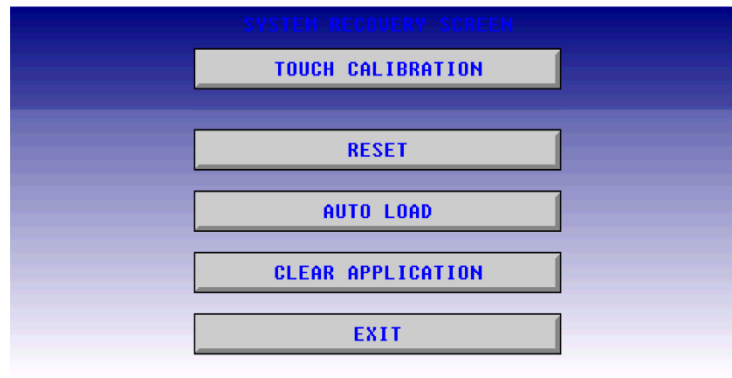 SYSTEM RECOVERY SCREEN
TOUCH CALIBRATION
RESET
AUTO LOAD
CLEAR APPLICATION
EXIT